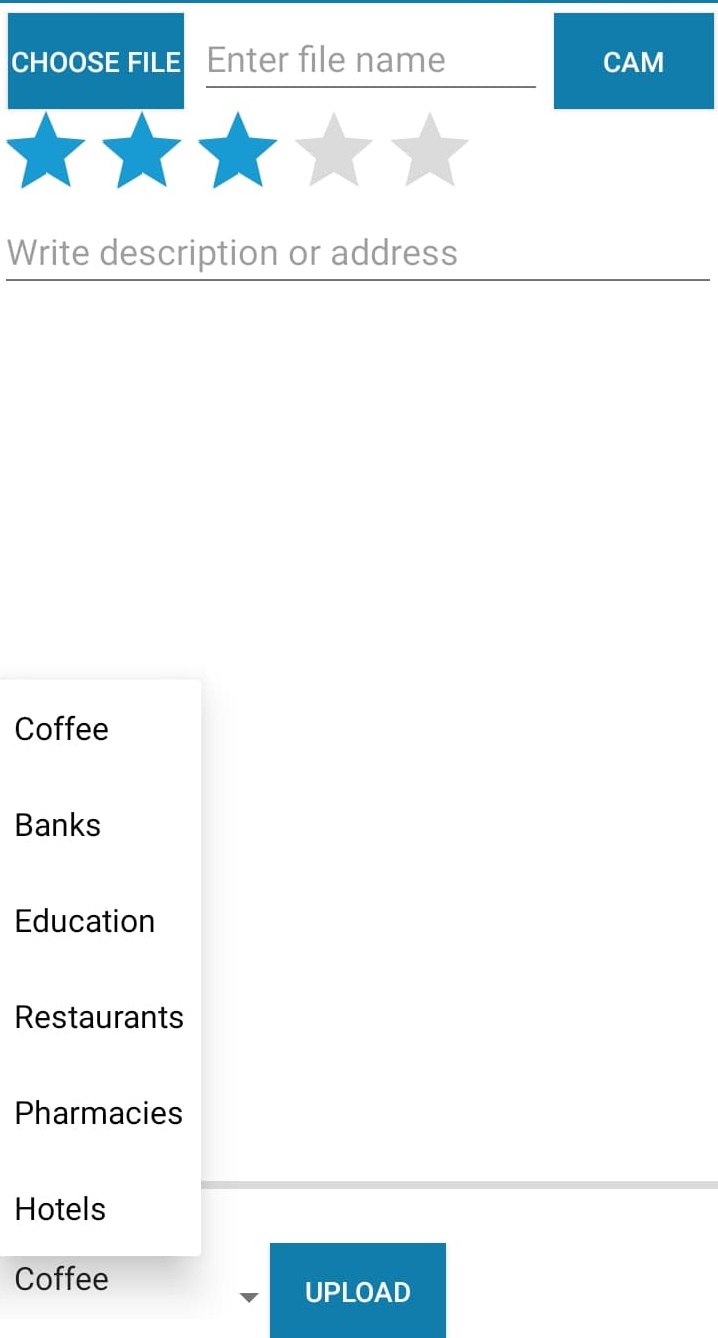 CHOOSE FILE Enter file name CAM
Write description or address
Coffee
Banks
Education
Restaurants
Pharmacies
Hotels
Coffee UPLOAD